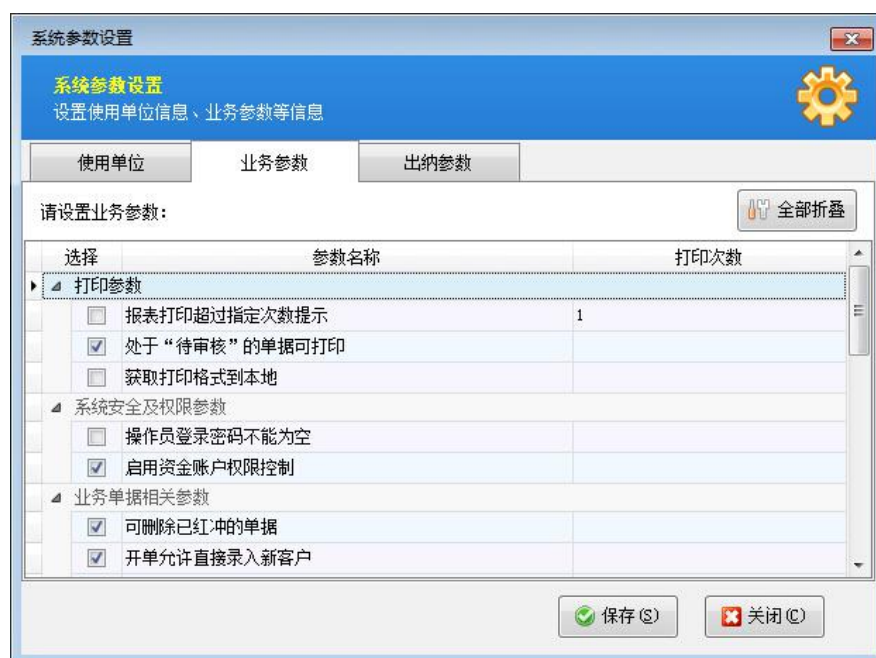 系统参数设置
系统参数设置
设置使用单位信息、业务参数等信息
使用单位 业务参数 出纳参数
请设置业务参数： 全部折叠
选择 参数名称 打印次数
打印参数
报表打印超过指定次数提示 1
处于“待审核”的单据可打印
获取打印格式到本地
系统安全及权限参数
操作员登录密码不能为空
启用资金账户权限控制
业务单据相关参数
可删除已红冲的单据
开单允许直接录入新客户
保存(S) 关闭(C)